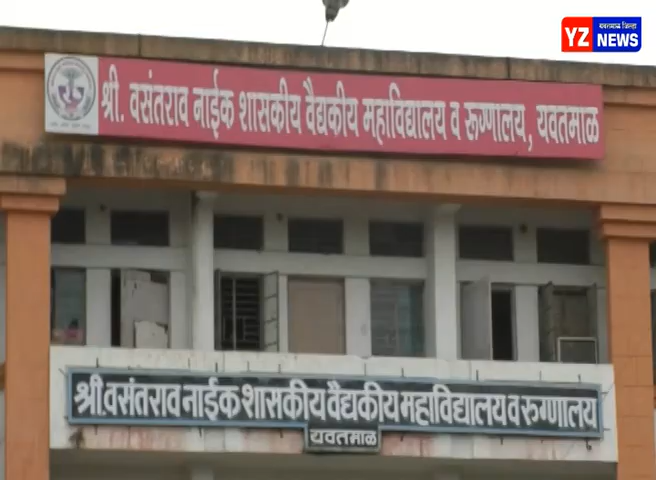 यवतमाळ जिल्हा
YZ NEWS
श्री. वसंतराव नाईक शासकीय वैद्यकीय महाविद्यालय व रूग्णालय, यवतमाळ
श्री.वसंतराव नाईक शासकीय वैद्यकीय महाविद्यालय व रुग्णालय
यवतमाळ